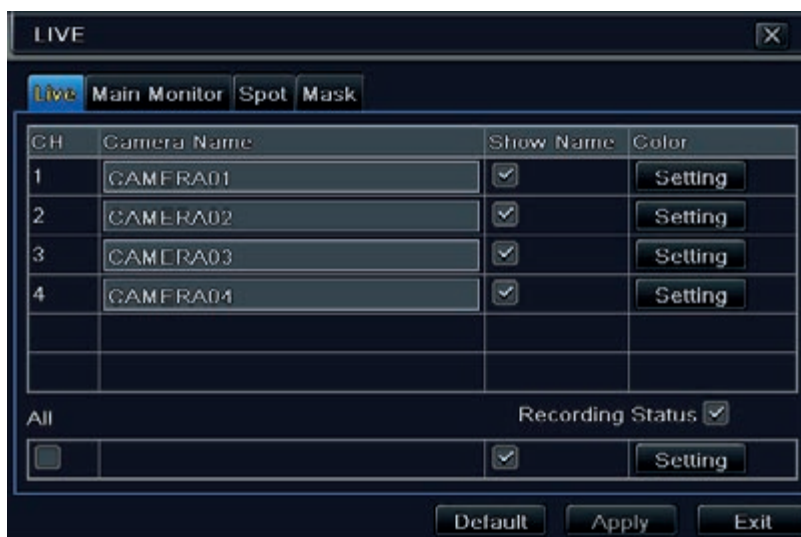 LIVE
Live Main Monitor Spot Mask
CH Camera Name Show Name Color
1 CAMERA01 Setting
2 CAMERA02 Setting
3 CAMERA03 Setting
4 CAMERA04 Setting
All Recording Status
Setting
Default Apply Exit